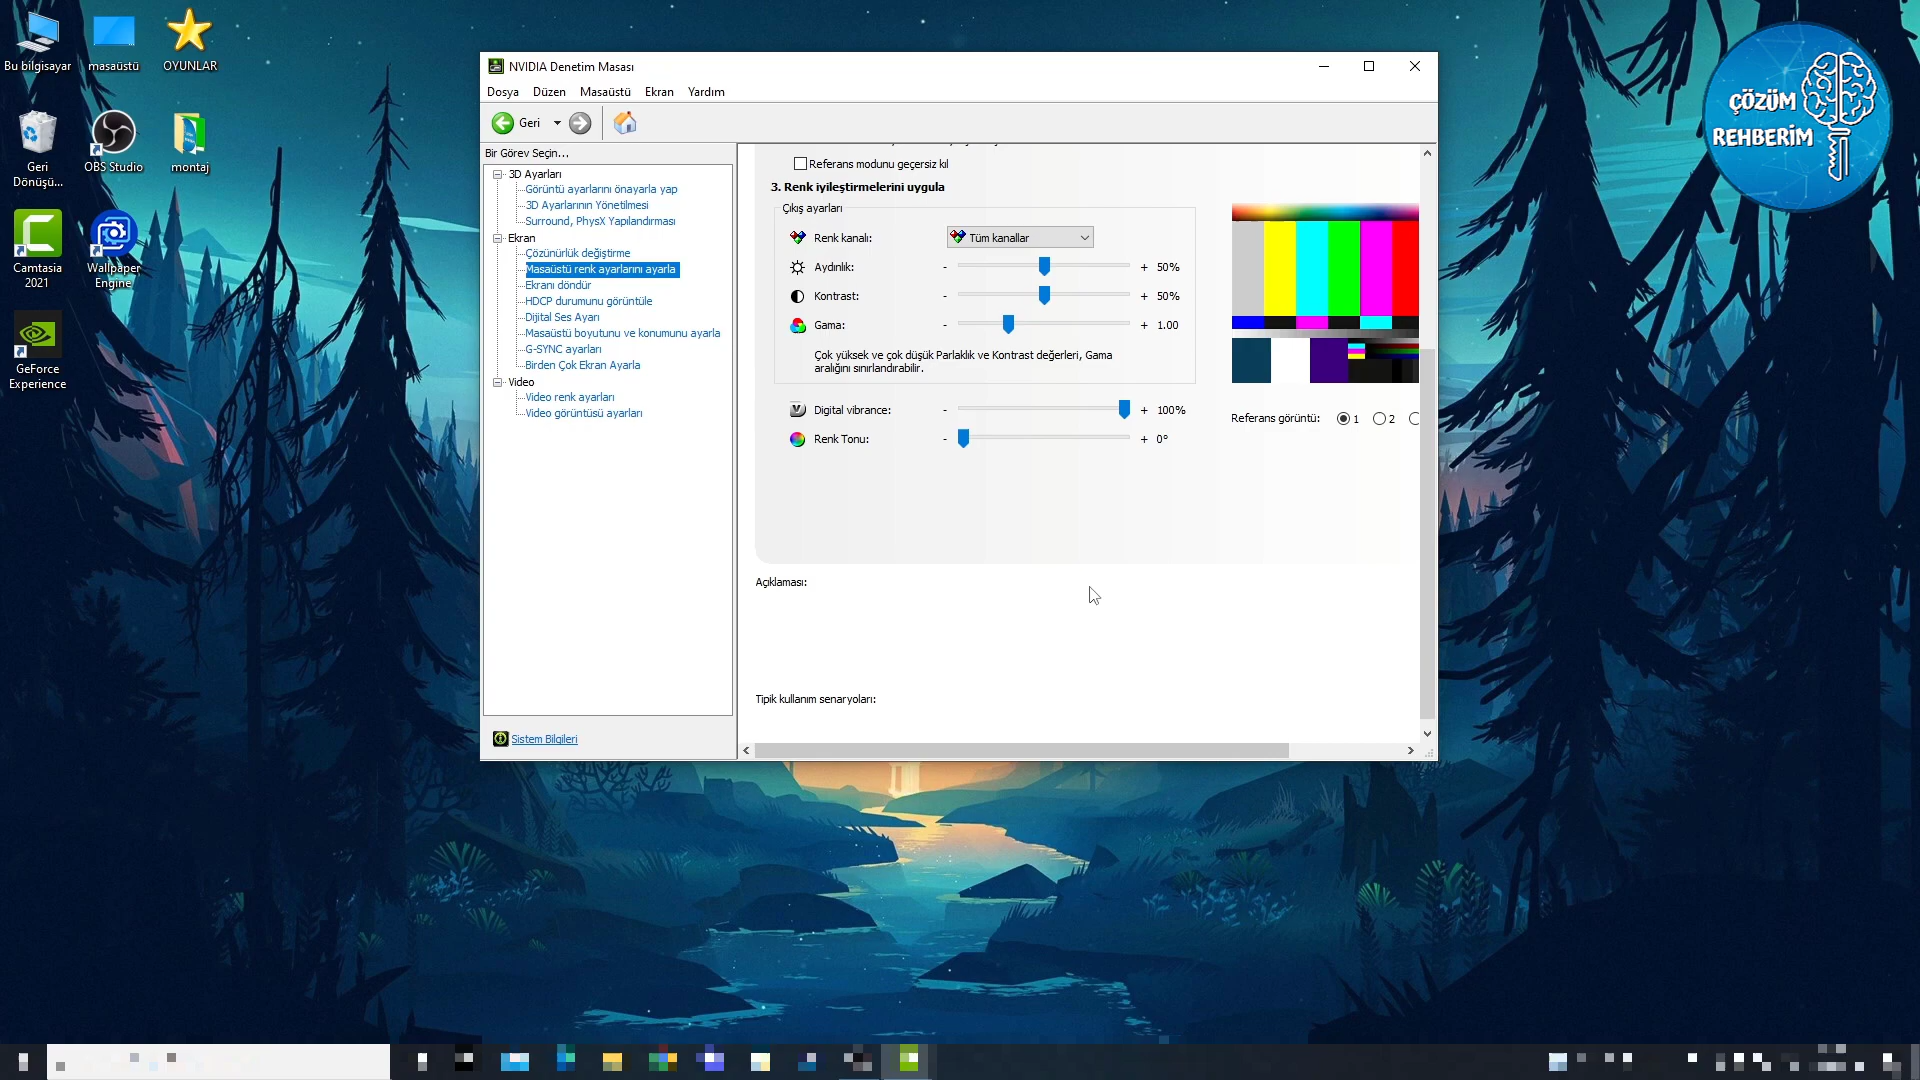 Bu bilgisayar
masaüstü
OYUNLAR
Geri
Dönüşü...
OBS Studio
montaj
Camtasia
2021
Wallpaper
Engine
GeForce
Experience
NVIDIA Denetim Masası
Dosya Düzen Masaüstü Ekran Yardım
Geri
Bir Görev Seçin...
3D Ayarları
Görüntü ayarlarını önayarla yap
3D Ayarlarının Yönetilmesi
Surround, PhysX Yapılandırması
Ekran
Çözünürlük değiştirme
Masaüstü renk ayarlarını ayarla
Ekranı döndür
HDCP durumunu görüntüle
Dijital Ses Ayarı
Masaüstü boyutunu ve konumunu ayarla
G-SYNC ayarları
Birden Çok Ekran Ayarla
Video
Video renk ayarları
Video görüntüsü ayarları
Sistem Bilgileri
Referans modunu geçersiz kıl
3. Renk iyileştirmelerini uygula
Çıkış ayarları
Renk kanalı: Tüm kanallar
Aydınlık: - + 50%
Kontrast: - + 50%
Gama: - + 1.00
Çok yüksek ve çok düşük Parlaklık ve Kontrast değerleri, Gama
aralığını sınırlandırabilir.
Digital vibrance: - + 100%
Renk Tonu: - + 0°
Referans görüntü: 1 2
Açıklaması:
Tipik kullanım senaryoları:
ÇÖZÜM
REHBERİM